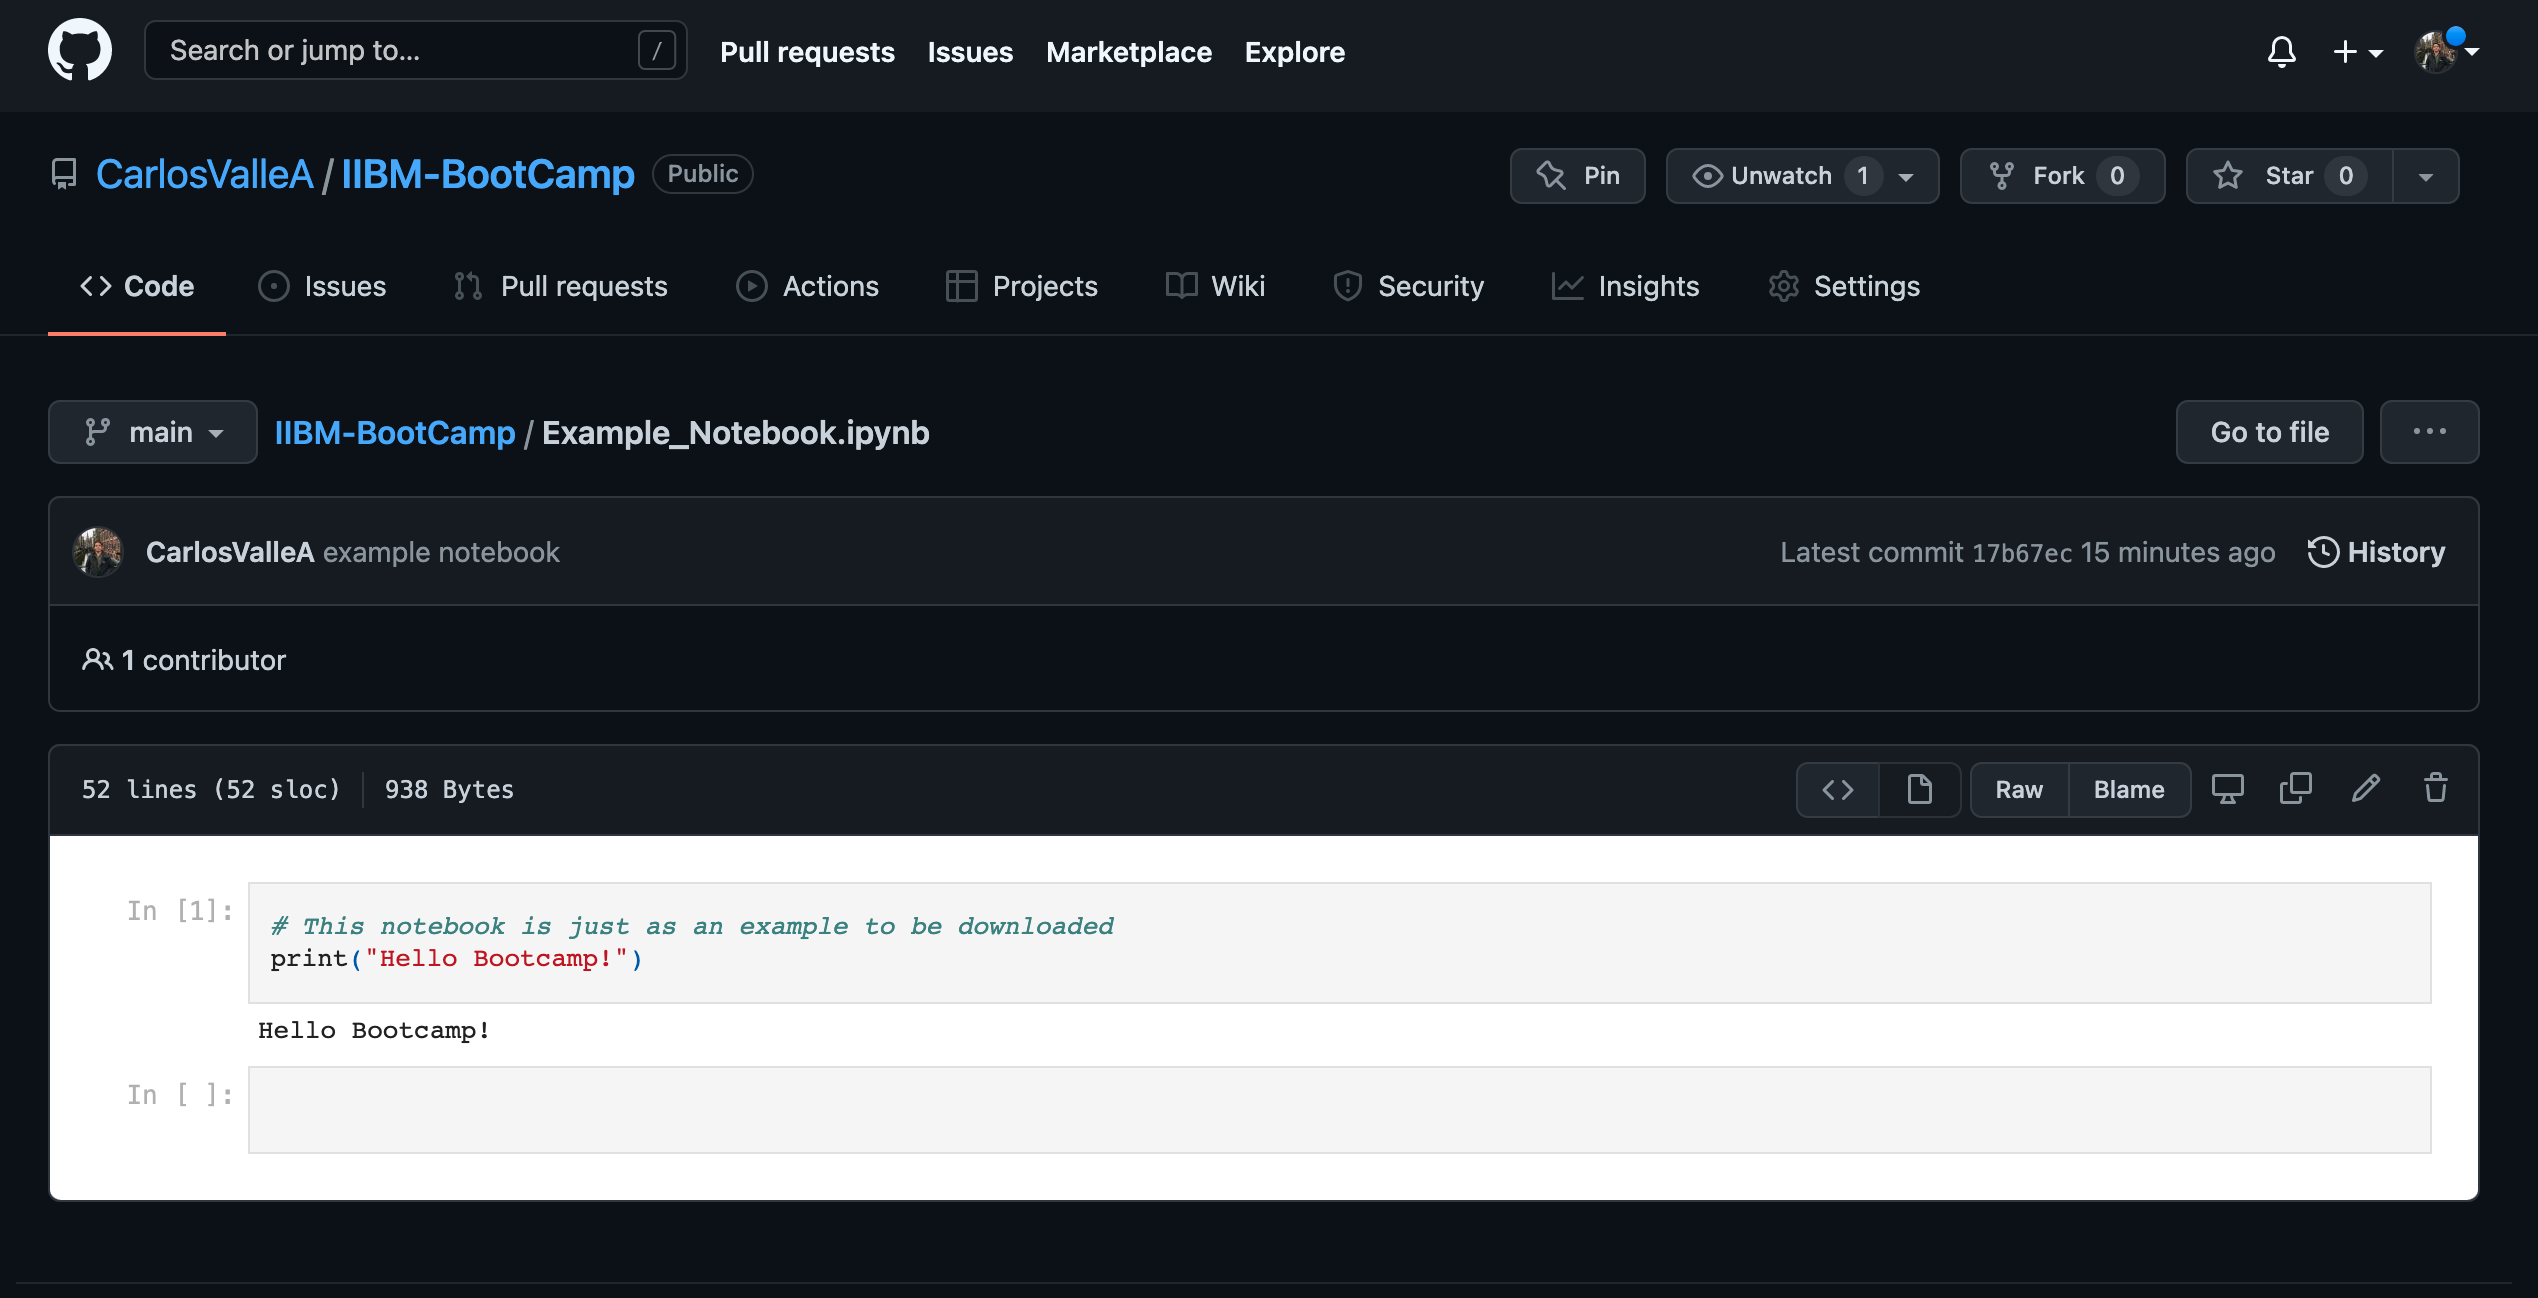 Search or jump to... /
Pull requests Issues Marketplace Explore
CarlosValleA / IIBM-BootCamp Public
Pin Unwatch 1 Fork 0 Star 0
Code Issues Pull requests Actions Projects Wiki Security Insights Settings
main IIBM-BootCamp / Example_Notebook.ipynb Go to file ...
CarlosValleA example notebook Latest commit 17b67ec 15 minutes ago History
1 contributor
52 lines (52 sloc) 938 Bytes <> Raw Blame
In [1]: # This notebook is just as an example to be downloaded
print("Hello Bootcamp!")
Hello Bootcamp!
In [ ]: